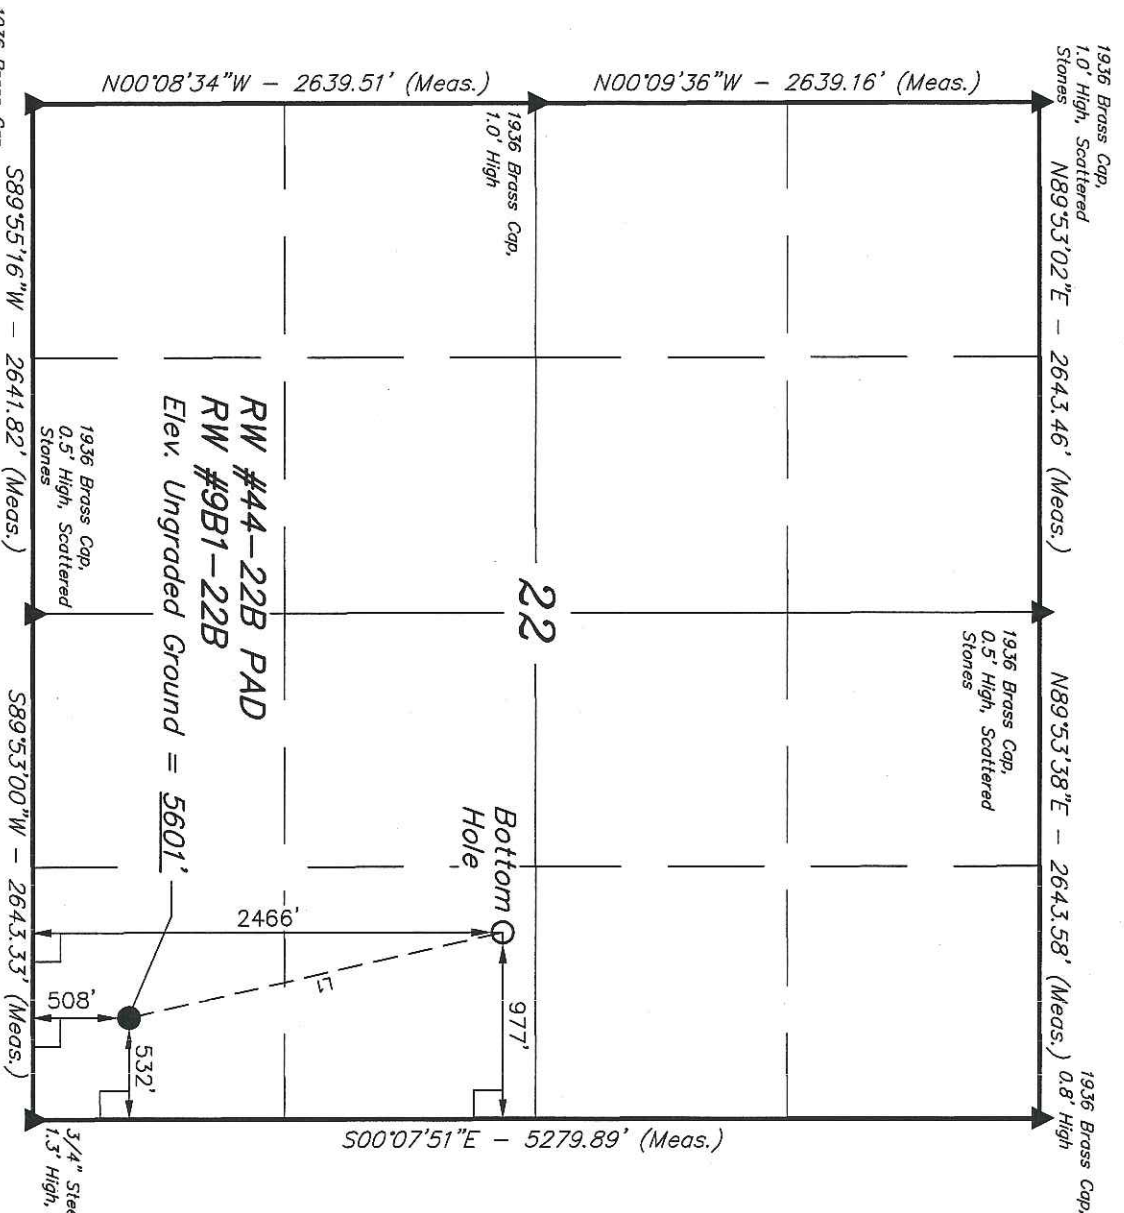 1936 Brass Cap,
1.0' High, Scattered
Stones
N89°53'02"E - 2643.46' (Meas.)
N89°53'38"E - 2643.58' (Meas.)
1936 Brass Cap,
0.8' High
N00°09'36"W - 2639.16' (Meas.)
N00°08'34"W - 2639.51' (Meas.)
1936 Brass Cap,
0.5' High, Scattered
Stones
1936 Brass Cap,
1.0' High
22
Bottom
Hole
977'
2466'
L1
RW #44-22B PAD
RW #9B1-22B
Elev. Ungraded Ground = 5601'
508'
532'
S00°07'51"E - 5279.89' (Meas.)
1936 Brass Cap,
0.5' High, Scattered
Stones
S89°55'16"W - 2641.82' (Meas.)
S89°53'00"W - 2643.33' (Meas.)
3/4"
1.3' High,